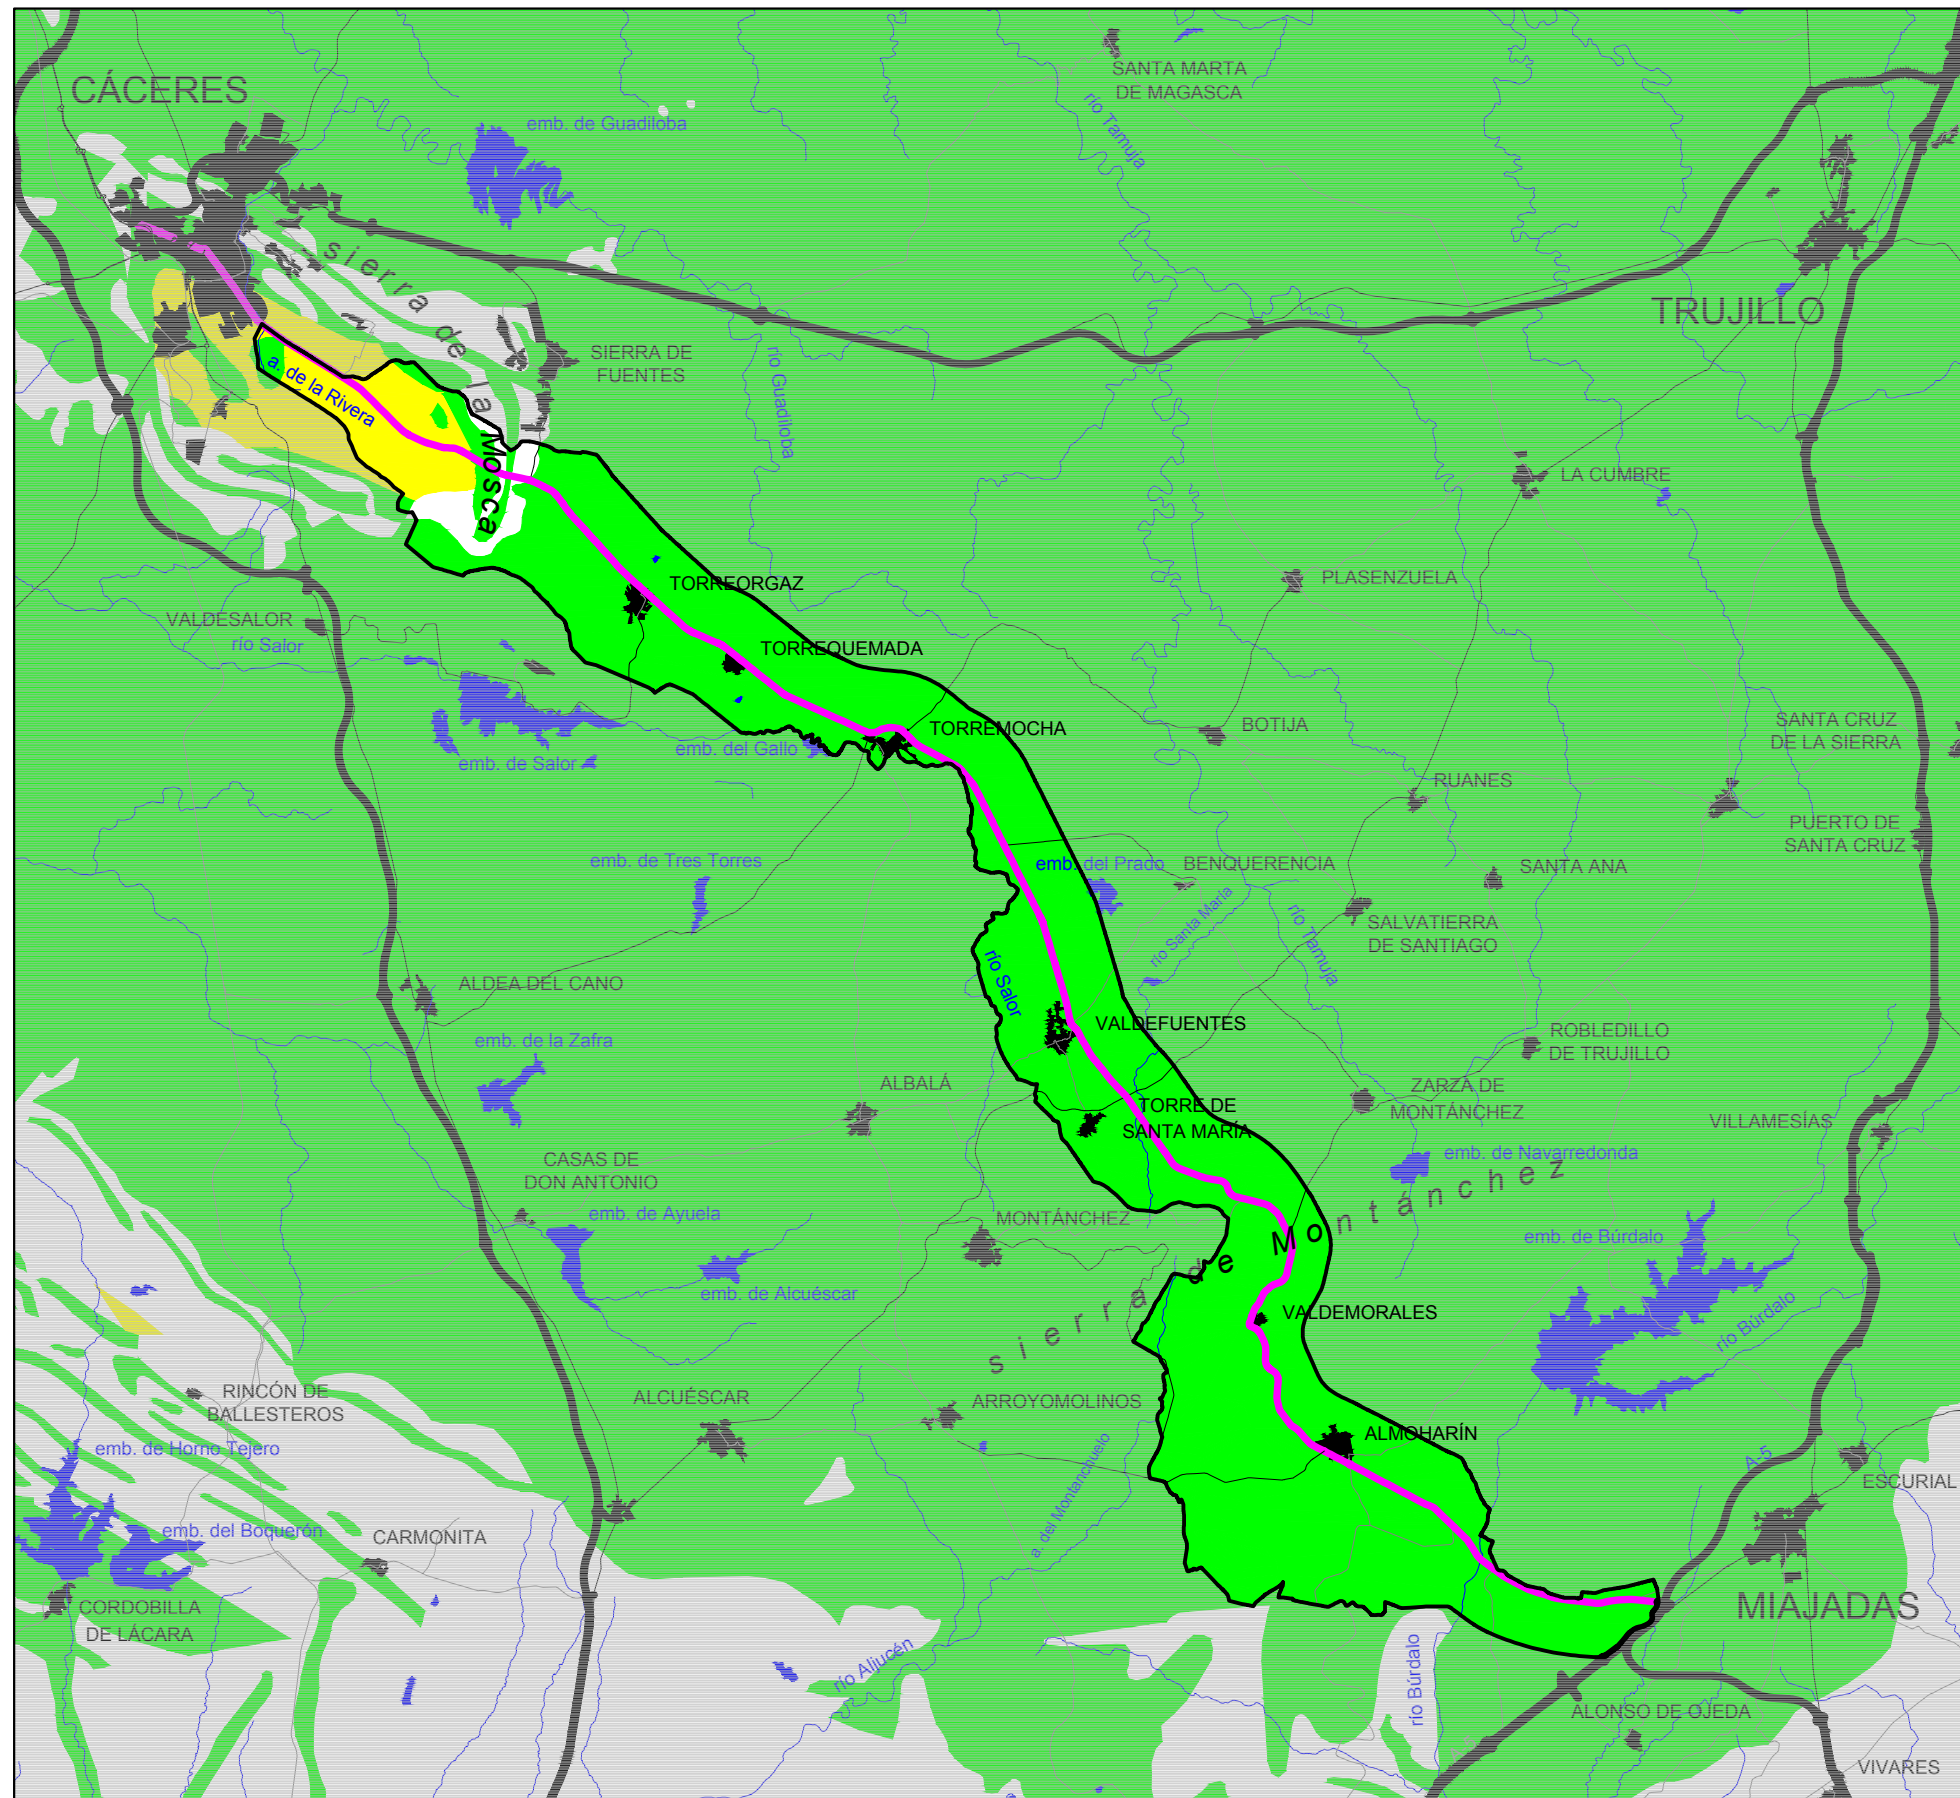 SANTA MARTA
DE MAGASCA
CÁCERES
emb. de Guadiloba
río Tamuja
sierra de la Mosca
TRUJILLO
SIERRA DE
FUENTES
río Guadiloba
a. de la Rivera
LA CUMBRE
TORREORGAZ
PLASENZUELA
VALDESALOR
río Salor
TORREQUEMADA
TORREMOCHA
BOTIJA
SANTA CRUZ
DE LA SIERRA
emb. del Gallo
emb. de Salor
RUANES
PUERTO DE
SANTA CRUZ
emb. de Tres Torres
emb. del Prado
BENQUERENCIA
SANTA ANA
río Santa María
río Tamuja
SALVATIERRA
DE SANTIAGO
río Salor
ALDEA DEL CANO
VALDEFUENTES
ROBLEDILLO
DE TRUJILLO
emb. de la Zafra
ALBALÁ
ZARZA DE
MONTÁNCHEZ
TORRE DE
SANTA MARÍA
VILLAMESÍAS
CASAS DE
DON ANTONIO
emb. de Navarredonda
emb. de Ayuela
MONTÁNCHEZ
sierra de Montánchez
emb. de Búrdalo
emb. de Alcuéscar
VALDEMORALES
río Búrdalo
RINCÓN DE
BALLESTEROS
ALCUÉSCAR
ARROYOMOLINOS
ALMOHARÍN
emb. de Horno Tejero
A-5
ESCURIAL
a. del Montanchuelo
emb. del Boquerón
CARMONITA
CORDOBILLA
DE LÁCARA
MIAJADAS
río Aljucén
río Búrdalo
ALONSO DE OJEDA
VIVARES